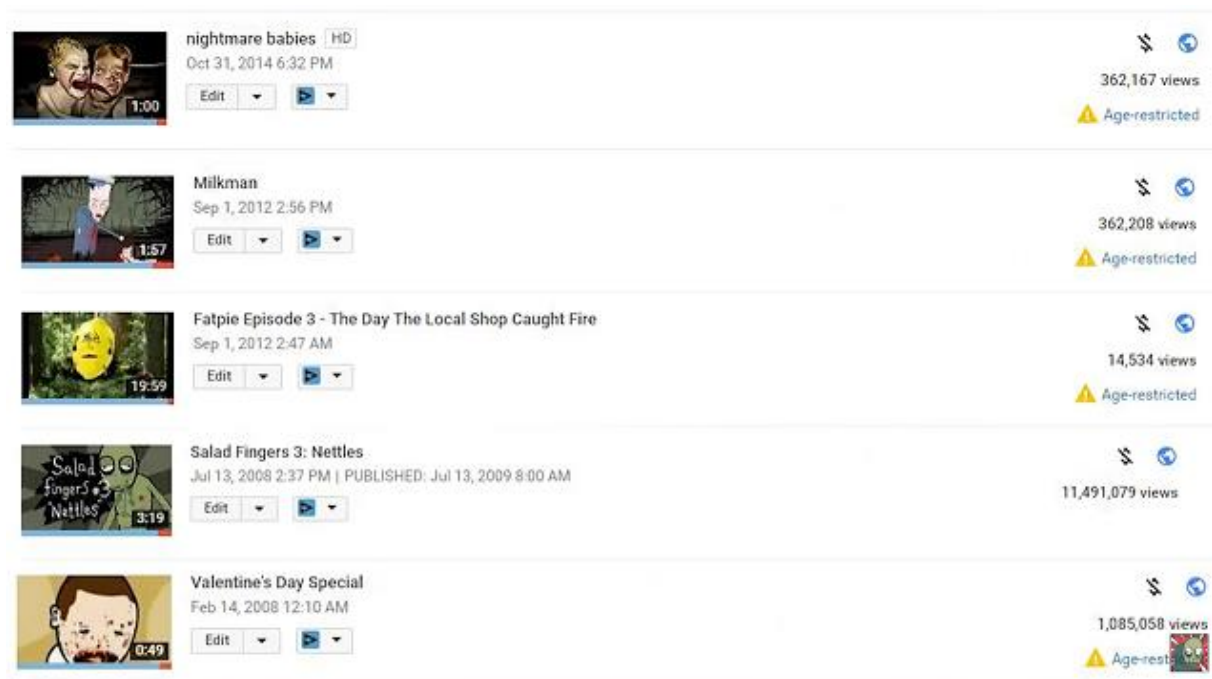 nightmare babies HD
Oct 31, 2014 6:32 PM
Edit
1:00
362,167 views
Age-restricted
Milkman
Sep 1, 2012 2:56 PM
Edit
1:57
362,208 views
Age-restricted
Fatpie Episode 3 - The Day The Local Shop Caught Fire
Sep 1, 2012 2:47 AM
Edit
19:59
14,534 views
Age-restricted
Salad Fingers 3: Nettles
Jul 13, 2008 2:37 PM | PUBLISHED: Jul 13, 2009 8:00 AM
Edit
Salad
fingers #3
"Nettles"
3:19
11,491,079 views
Valentine's Day Special
Feb 14, 2008 12:10 AM
Edit
0:49
1,085,058 views
Age-rest